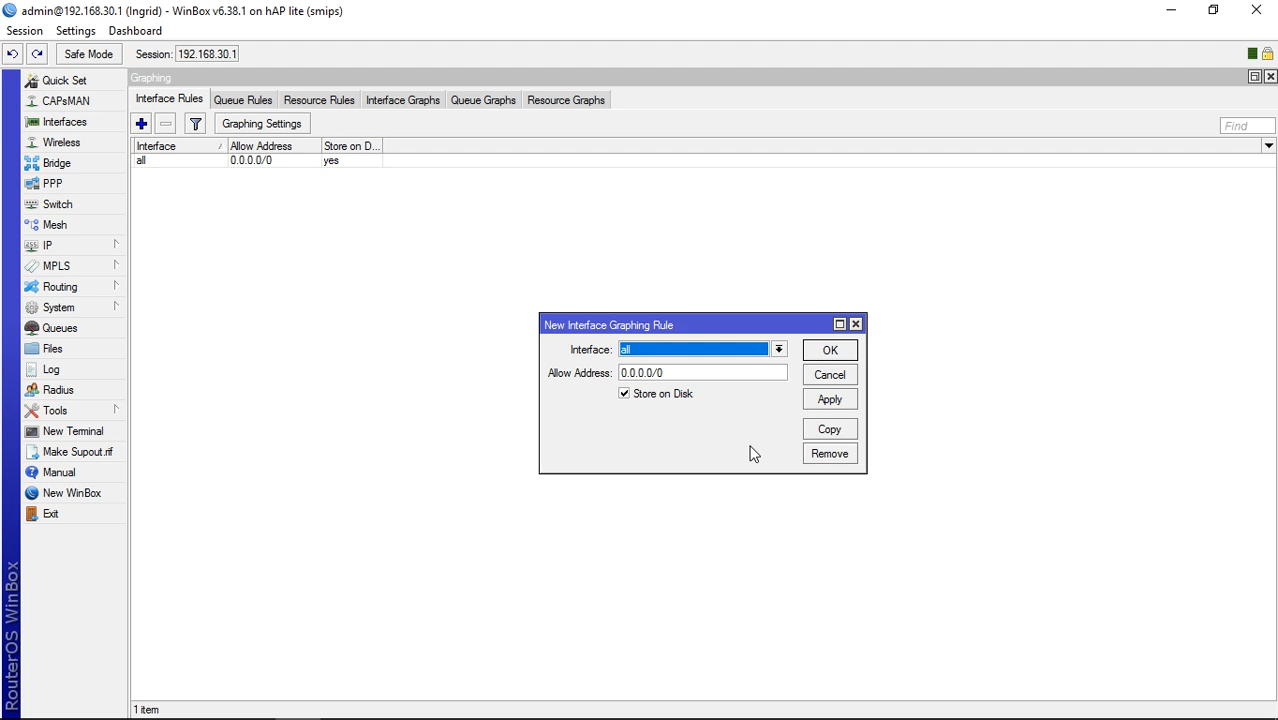 admin@192.168.30.1 (Ingrid) - WinBox v6.38.1 on hAP lite (smips)
Session Settings Dashboard
Safe Mode Session: 192.168.30.1
Graphing
Interface Rules Queue Rules Resource Rules Interface Graphs Queue Graphs Resource Graphs
Graphing Settings Find
Interface Allow Address Store on D...
all 0.0.0.0/0 yes
Quick Set
CAPsMAN
Interfaces
Wireless
Bridge
PPP
Switch
Mesh
IP
MPLS
Routing
System
Queues
Files
Log
Radius
Tools
New Terminal
Make Supout.rif
Manual
New WinBox
Exit
RouterOS WinBox
New Interface Graphing Rule
Interface: all OK
Allow Address: 0.0.0.0/0 Cancel
Store on Disk Apply
Copy
Remove
1 item